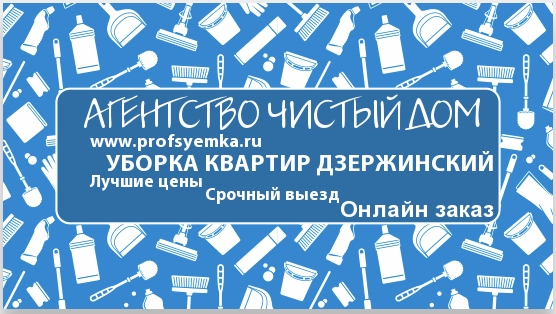 АГЕНТСТВО ЧИСТЫЙ ДОМ
www.profsyemka.ru
УБОРКА КВАРТИР ДЗЕРЖИНСКИЙ
Лучшие цены
Срочный выезд
Онлайн заказ